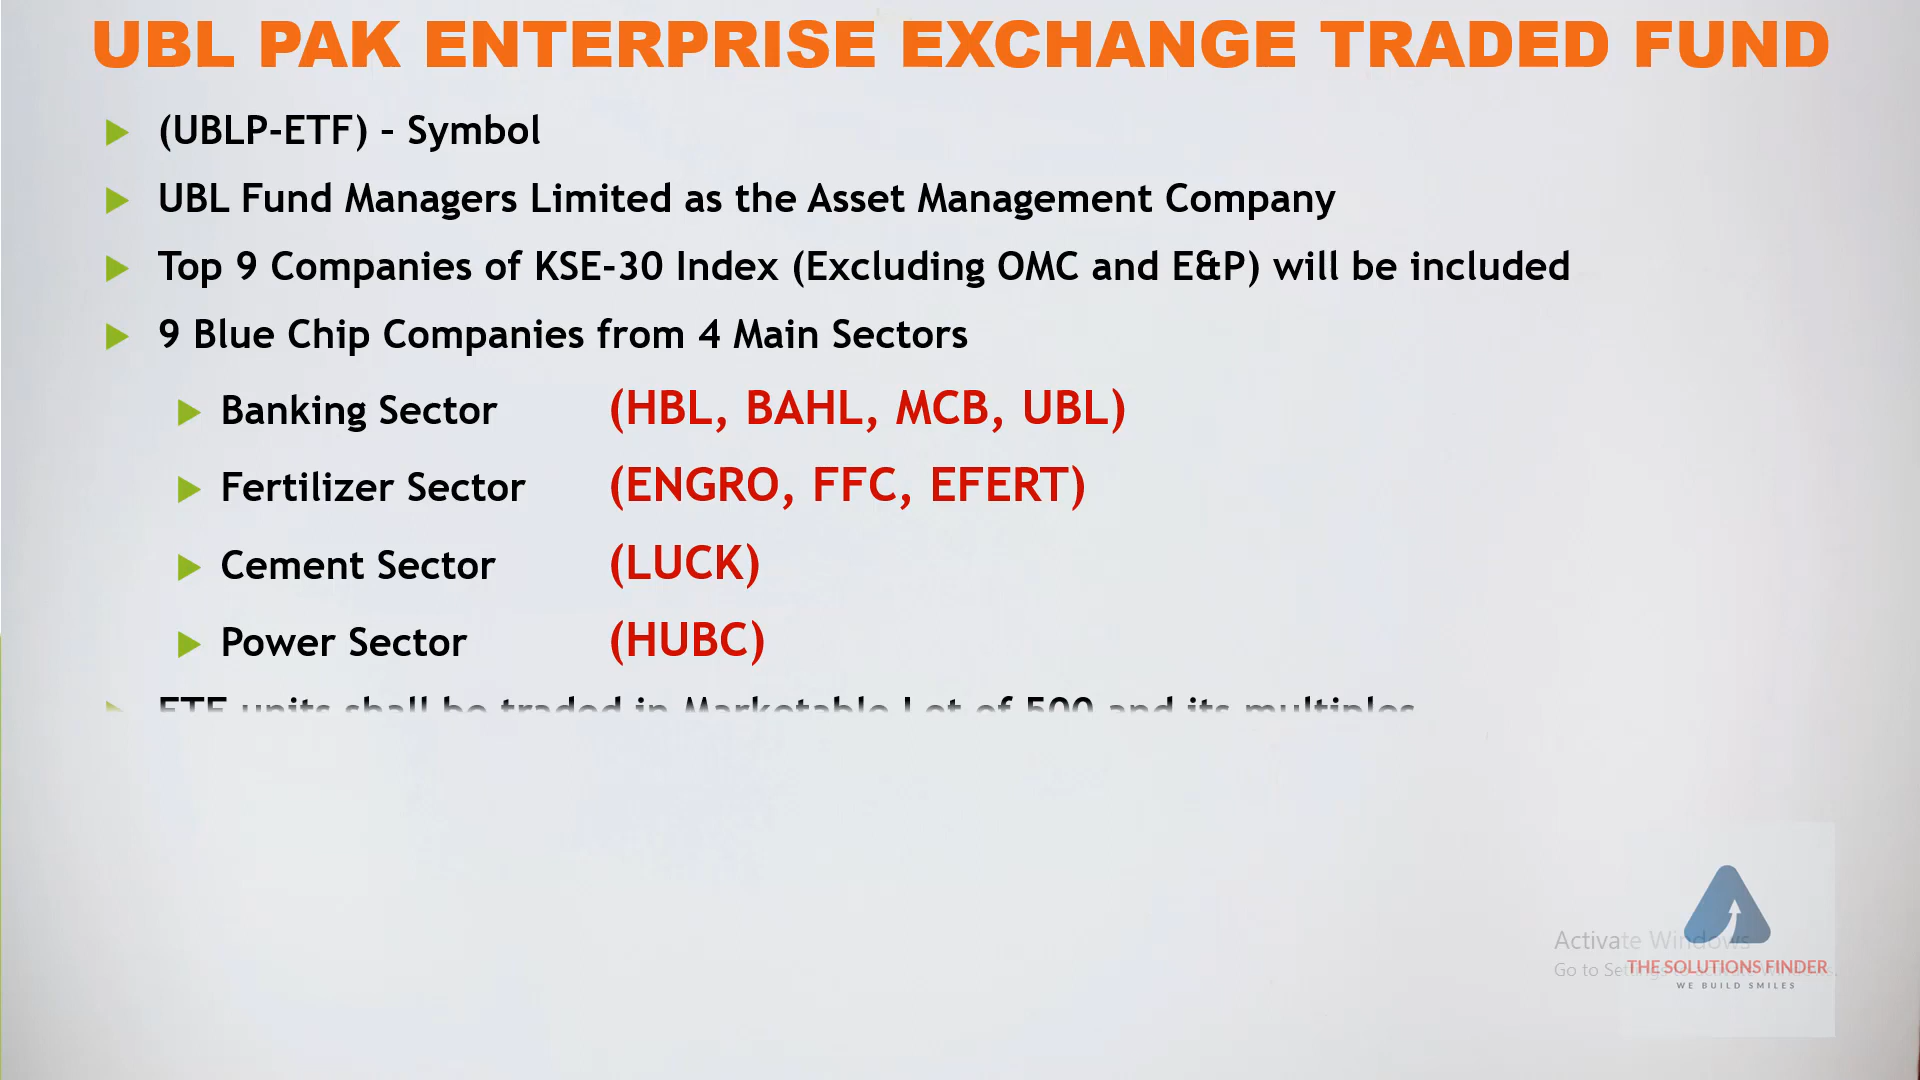 UBL PAK ENTERPRISE EXCHANGE TRADED FUND
(UBLP-ETF) – Symbol
UBL Fund Managers Limited as the Asset Management Company
Top 9 Companies of KSE-30 Index (Excluding OMC and E&P) will be included
9 Blue Chip Companies from 4 Main Sectors
Banking Sector (HBL, BAHL, MCB, UBL)
Fertilizer Sector (ENGRO, FFC, EFERT)
Cement Sector (LUCK)
Power Sector (HUBC)
ETF units shall be traded in Marketable Lot of 500 and its multiples
Activate Windows
Go to Settings
THE SOLUTIONS FINDER
WE BUILD SMILES